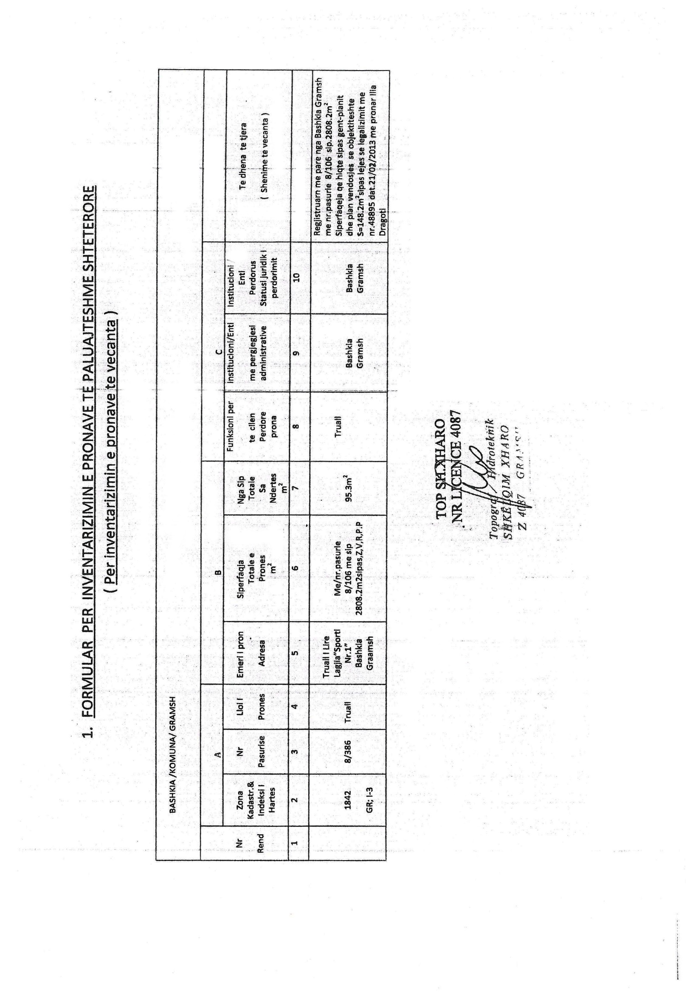 1. FORMULAR PER INVENTARIZIMIN E PRONAVE TE PALUAJTESHME SHTETERORE
( Per inventarizimin e pronave te vecanta )
BASHKIA /KOMUNA/ GRAMSH
A
B
C
Nr
Rend
Zona
Kadastr.&
Indeksi I
Hartes
Nr
Pasurise
Lloi I
Prones
Emeri I pron
Adresa
Siperfaqja
Totale e
Prones
m²
Nga Sip
Totale
Sa
Ndertes
m²
Funksioni per
te cilen
Perdore
prona
Institucioni/Enti
me pergjegjesi
administrative
Institucioni/
Enti
Perdorus
Statusi juridik I
perdorimit
Te dhena te tjera
( Shenime te vecanta )
1
2
3
4
5
6
7
8
9
10
1842
GR; I-3
8/386
Truall
Truall I Lire
Lagjia"Sporti
Nr.1"
Bashkia
Graamsh
Me/nr.pasurie
8/106 me sip
2808.2m2sipas,Z,V,R,P.P
95.3m²
Truall
Bashkia
Gramsh
Bashkia
Gramsh
Regjistruarn me pare nga Bashkia Gramsh
me nr.pasurie 8/106 sip.2808.2m²
Siperfaqeja qe hiqte sipas gent-planit
dhe plan vendosjes se objektiteshte
S=148.2m²sipas lejes se legalizimit me
nr.48895 dat.21/02/2013 me pronar Ilia
Dragoti
TOP SH.XHARO
NR LICENCE 4087
Topograf Hidroteknik
SHKËLQIM XHARO
Z 4087 GRAMSH